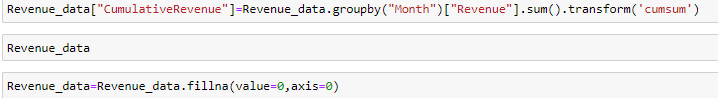 Revenue_data["CumulativeRevenue"]=Revenue_data.groupby("Month")["Revenue"].sum().transform('cumsum')
Revenue_data
Revenue_data=Revenue_data.fillna(value=0,axis=0)